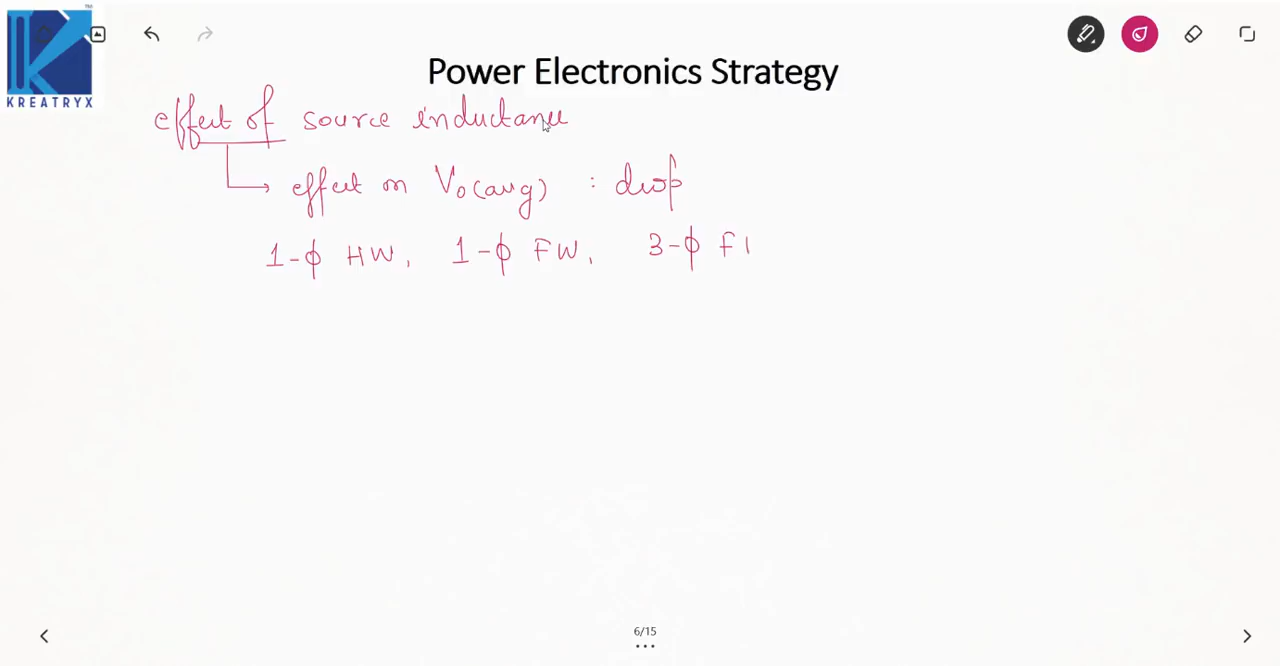 KREATRYX
Power Electronics Strategy
effect of source inductance
effect on Vo(avg) : drop
1-φ HW, 1-φ FW, 3-φ F
6/15